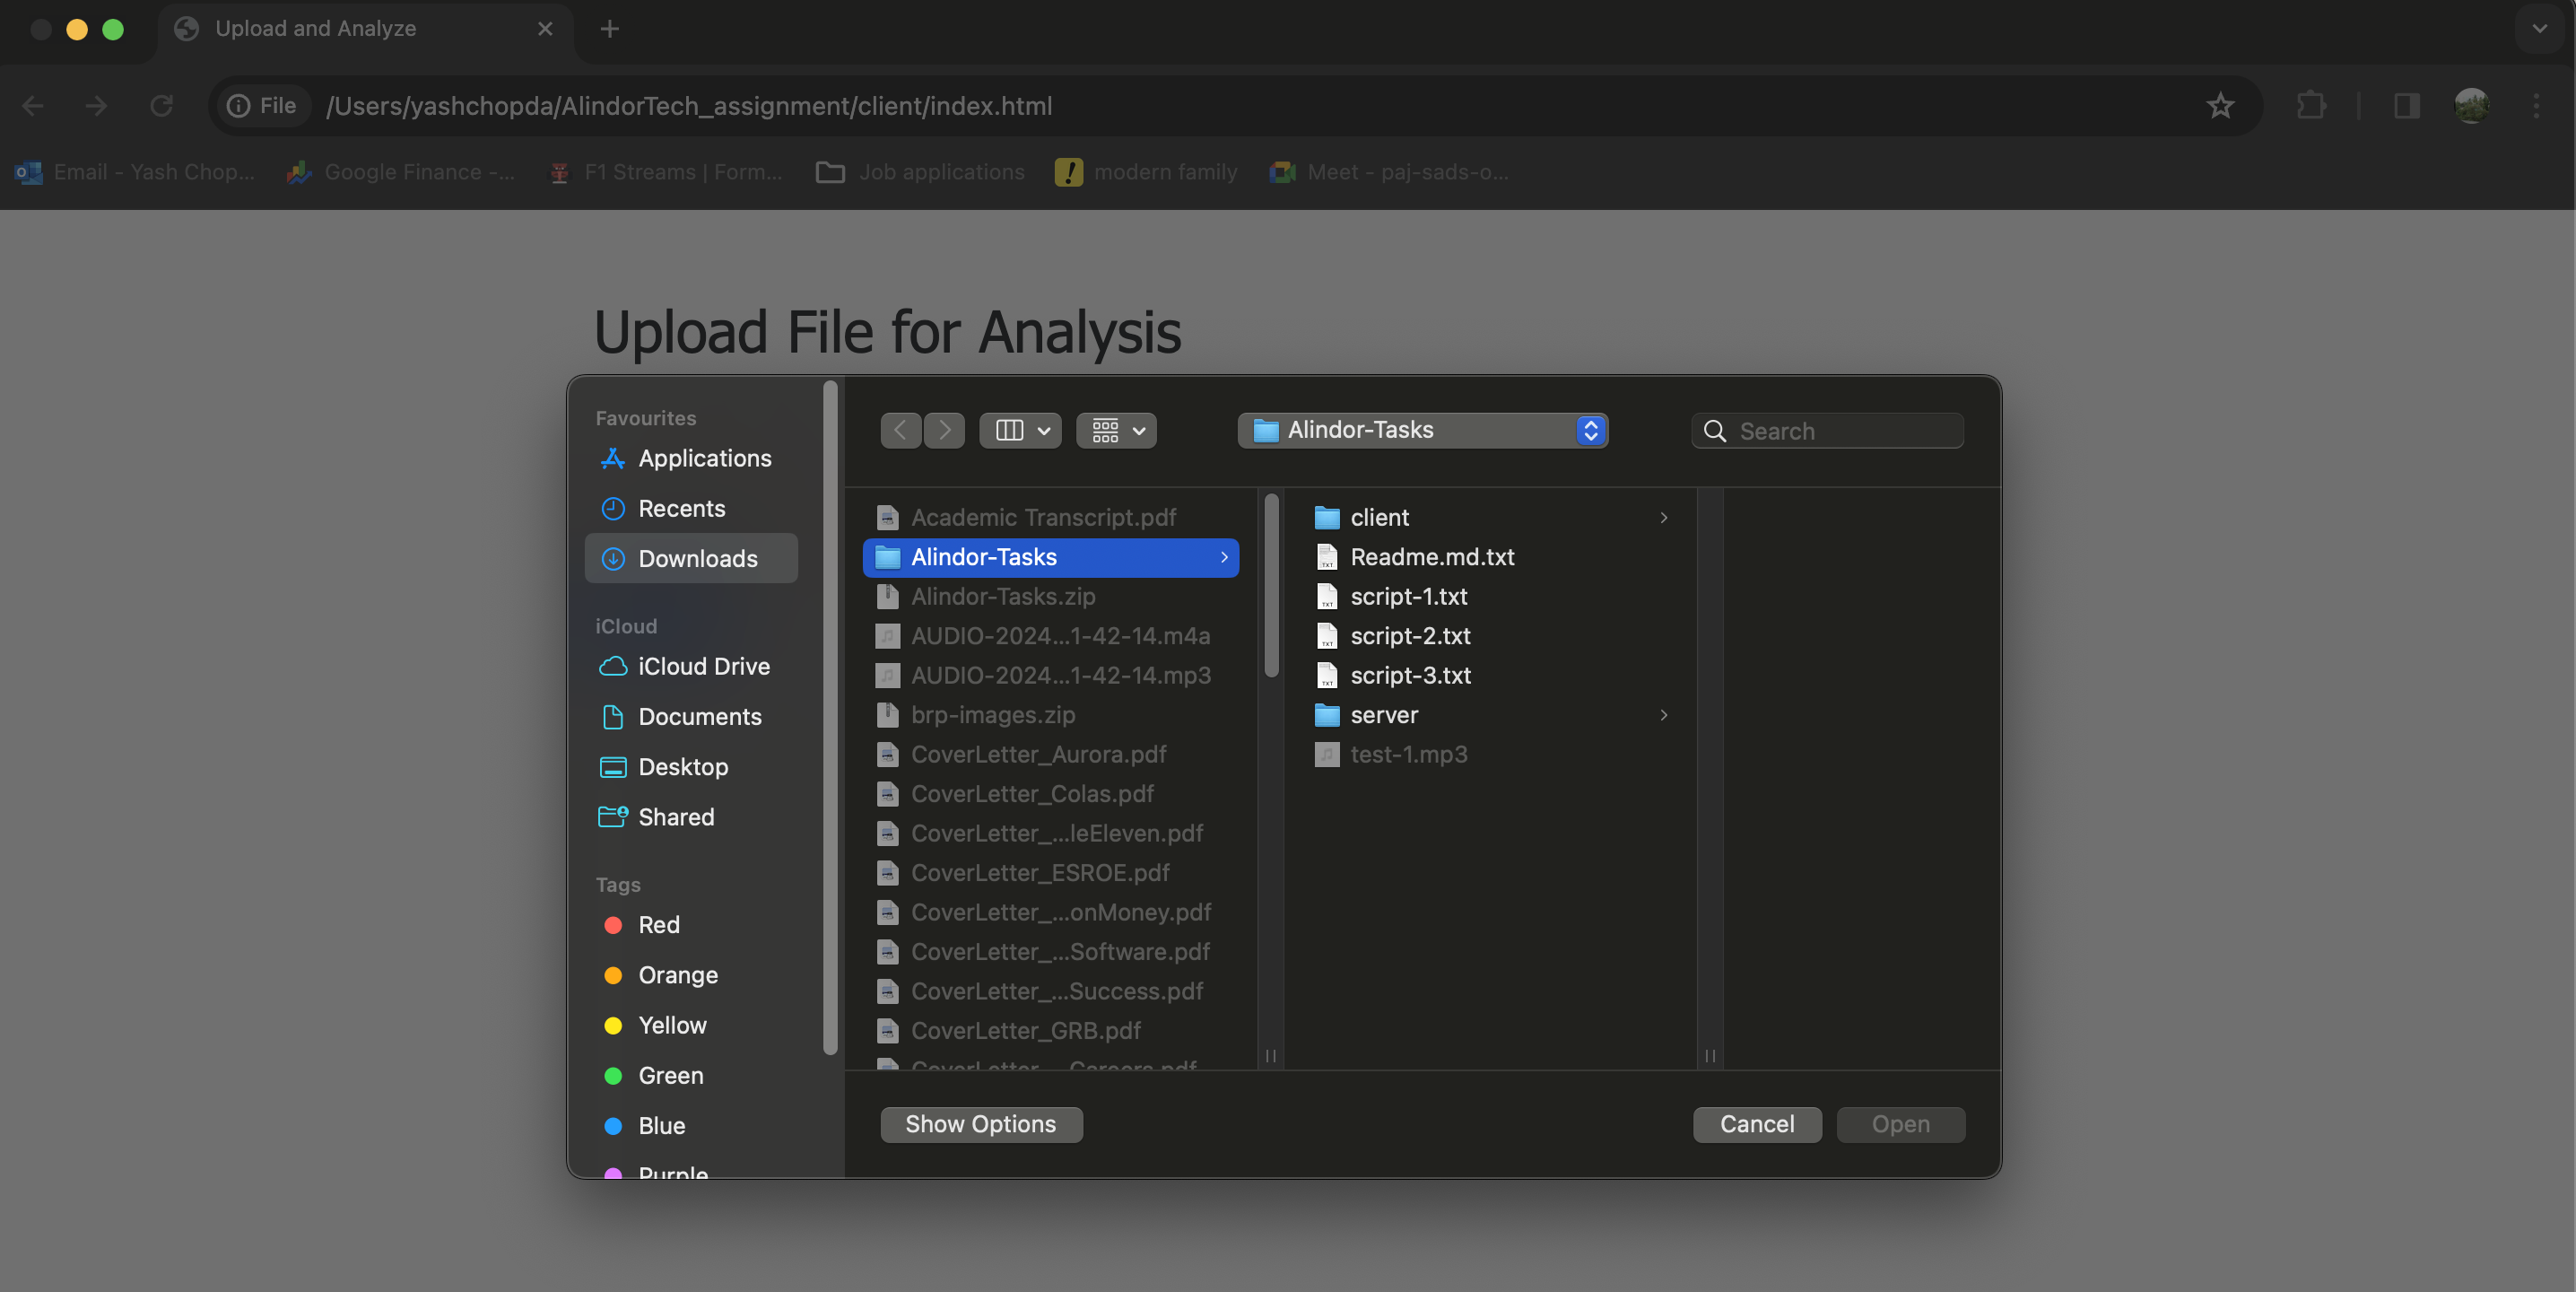 Upload and Analyze
File /Users/yashchopda/AlindorTech_assignment/client/index.html
Email - Yash Chop... Google Finance -... F1 Streams | Form... Job applications modern family Meet - paj-sads-o...
Upload File for Analysis
Favourites
Applications
Recents
Downloads
iCloud
iCloud Drive
Documents
Desktop
Shared
Tags
Red
Orange
Yellow
Green
Blue
Purple
Alindor-Tasks
Search
Academic Transcript.pdf
Alindor-Tasks
Alindor-Tasks.zip
AUDIO-2024...1-42-14.m4a
AUDIO-2024...1-42-14.mp3
brp-images.zip
CoverLetter_Aurora.pdf
CoverLetter_Colas.pdf
CoverLetter_...leEleven.pdf
CoverLetter_ESROE.pdf
CoverLetter_...onMoney.pdf
CoverLetter_...Software.pdf
CoverLetter_...Success.pdf
CoverLetter_GRB.pdf
CoverLetter_...Careers.pdf
client
Readme.md.txt
script-1.txt
script-2.txt
script-3.txt
server
test-1.mp3
Show Options
Cancel
Open